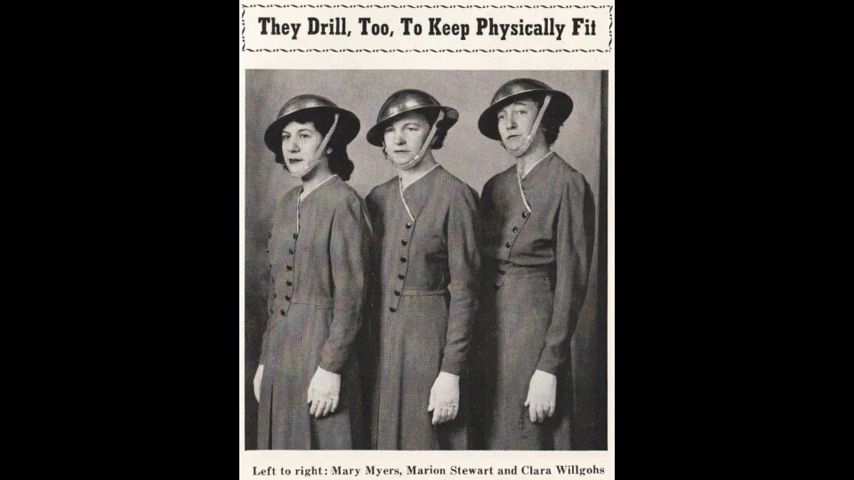 They Drill, Too, To Keep Physically Fit
Left to right: Mary Myers, Marion Stewart and Clara Willgohs